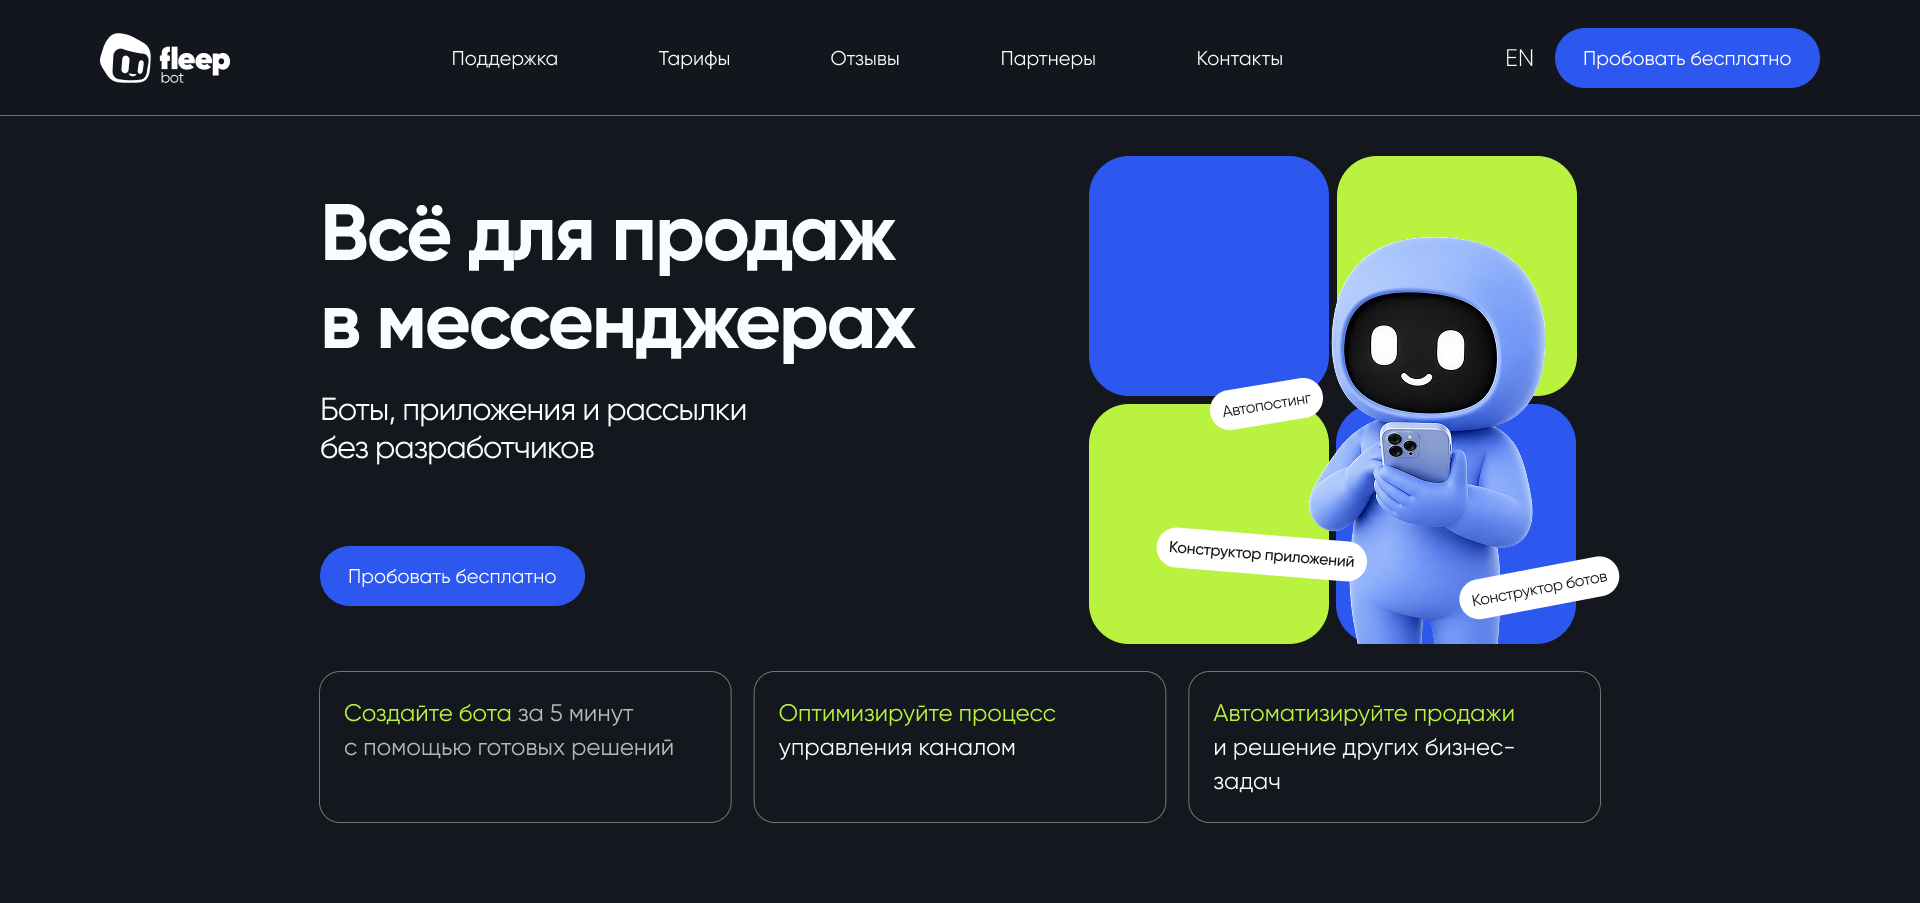 fleep
bot
Поддержка
Тарифы
Отзывы
Партнеры
Контакты
EN
Пробовать бесплатно
Всё для продаж
в мессенджерах
Боты, приложения и рассылки
без разработчиков
Пробовать бесплатно
Автопостинг
Конструктор приложений
Конструктор ботов
Создайте бота за 5 минут
с помощью готовых решений
Оптимизируйте процесс
управления каналом
Автоматизируйте продажи
и решение других бизнес-
задач